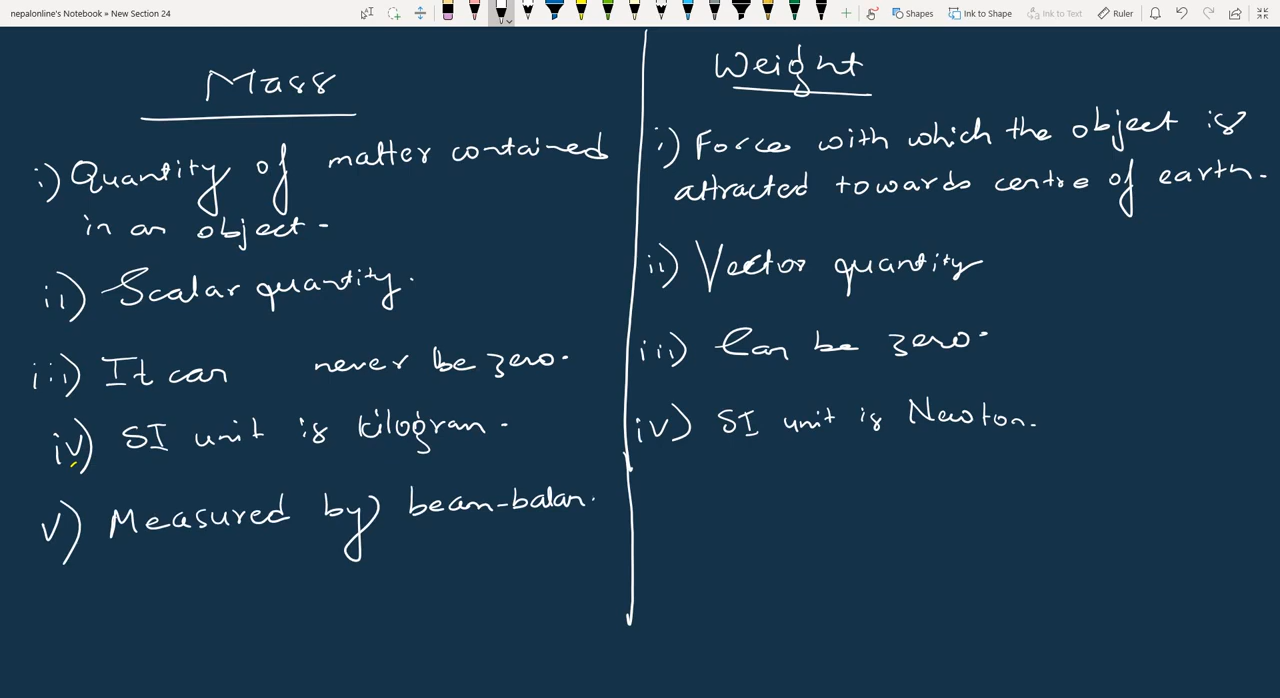 nepalonline's Notebook » New Section 24
Shapes Ink to Shape Ink to Text Ruler
Mass
i) Quantity of matter contained
in an object-
ii) Scalar quantity.
iii) It can never be zero.
iv) SI unit is kilogran.
v) Measured by bean-balan.
Weight
i) Force with which the object is
attracted towards centre of earth.
ii) Vector quantity
iii) Can be zero.
iv) SI unit is Newton.